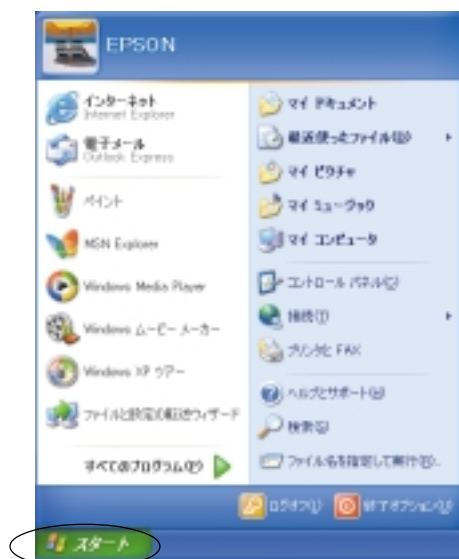 EPSON
インターネット
Internet Explorer
電子メール
Outlook Express
ペイント
MSN Explorer
Windows Media Player
Windows ムービー メーカー
Windows XP ツアー
ファイルと設定の転送ウィザード
すべてのプログラム(P)
マイ ドキュメント
最近使ったファイル(D)
マイ ピクチャ
マイ ミュージック
マイ コンピュータ
コントロール パネル(C)
接続(T)
プリンタと FAX
ヘルプとサポート(H)
検索(S)
ファイル名を指定して実行(R)...
ログオフ(L)
終了オプション(U)
スタート